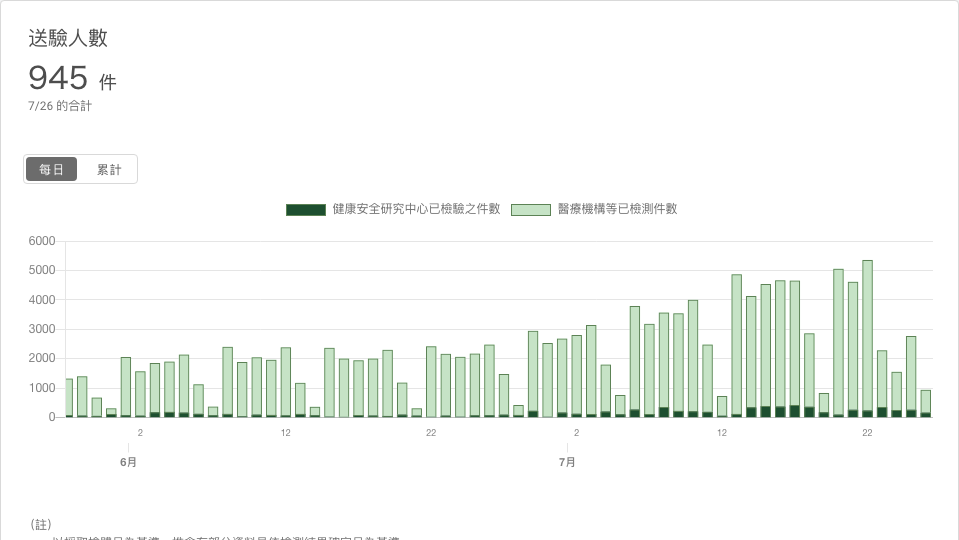 送驗人數
945 件
7/26 的合計
每日 累計
健康安全研究中心已檢驗之件數 醫療機構等已檢測件數
6000
5000
4000
3000
2000
1000
0
2 12 22 2 12 22
6月 7月
(註)